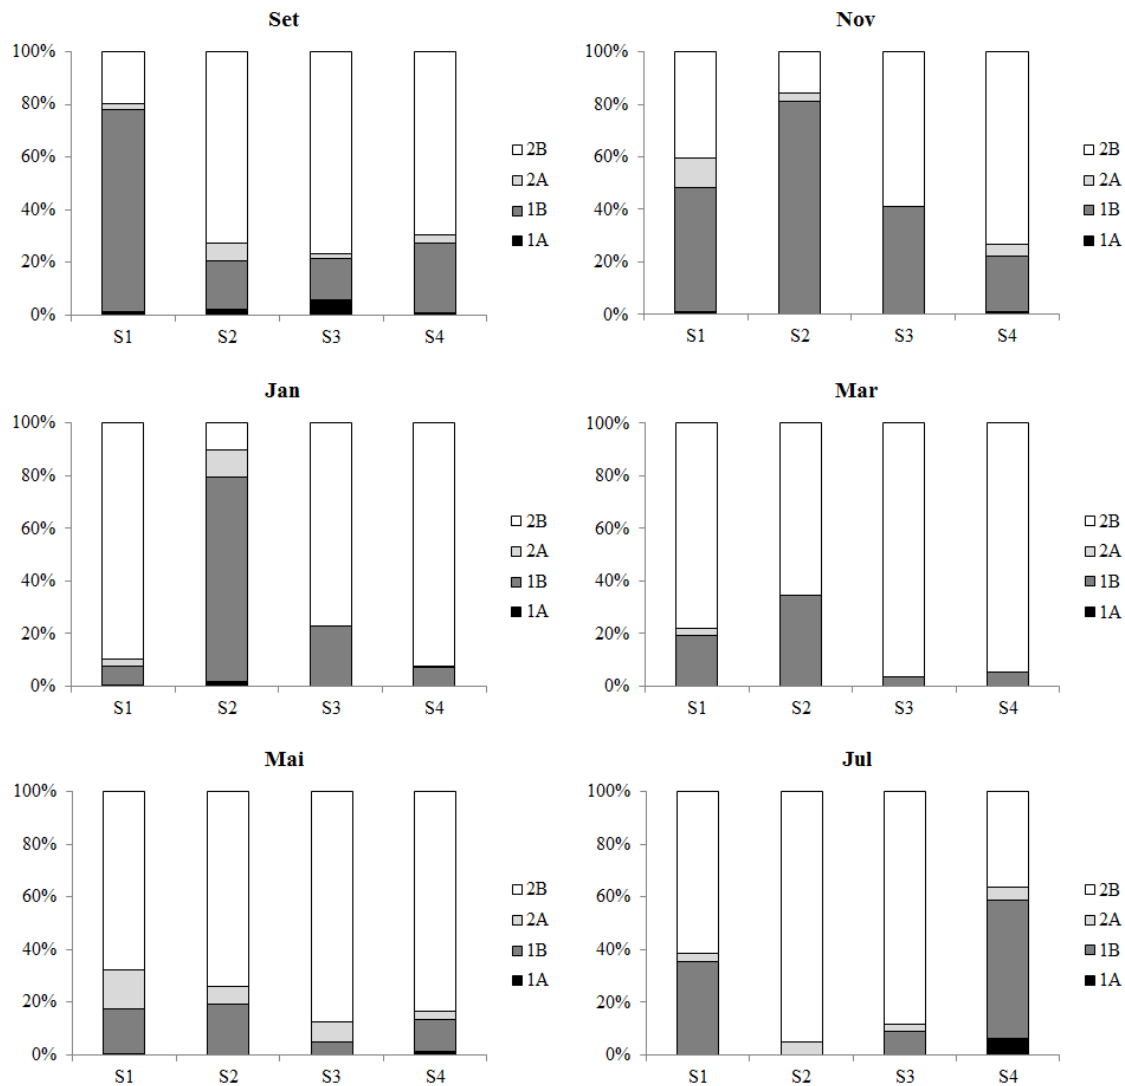 Set
100%
80%
60%
40%
20%
0%
S1 S2 S3 S4
2B
2A
1B
1A
Nov
100%
80%
60%
40%
20%
0%
S1 S2 S3 S4
2B
2A
1B
1A
Jan
100%
80%
60%
40%
20%
0%
S1 S2 S3 S4
2B
2A
1B
1A
Mar
100%
80%
60%
40%
20%
0%
S1 S2 S3 S4
2B
2A
1B
1A
Mai
100%
80%
60%
40%
20%
0%
S1 S2 S3 S4
2B
2A
1B
1A
Jul
100%
80%
60%
40%
20%
0%
S1 S2 S3 S4
2B
2A
1B
1A